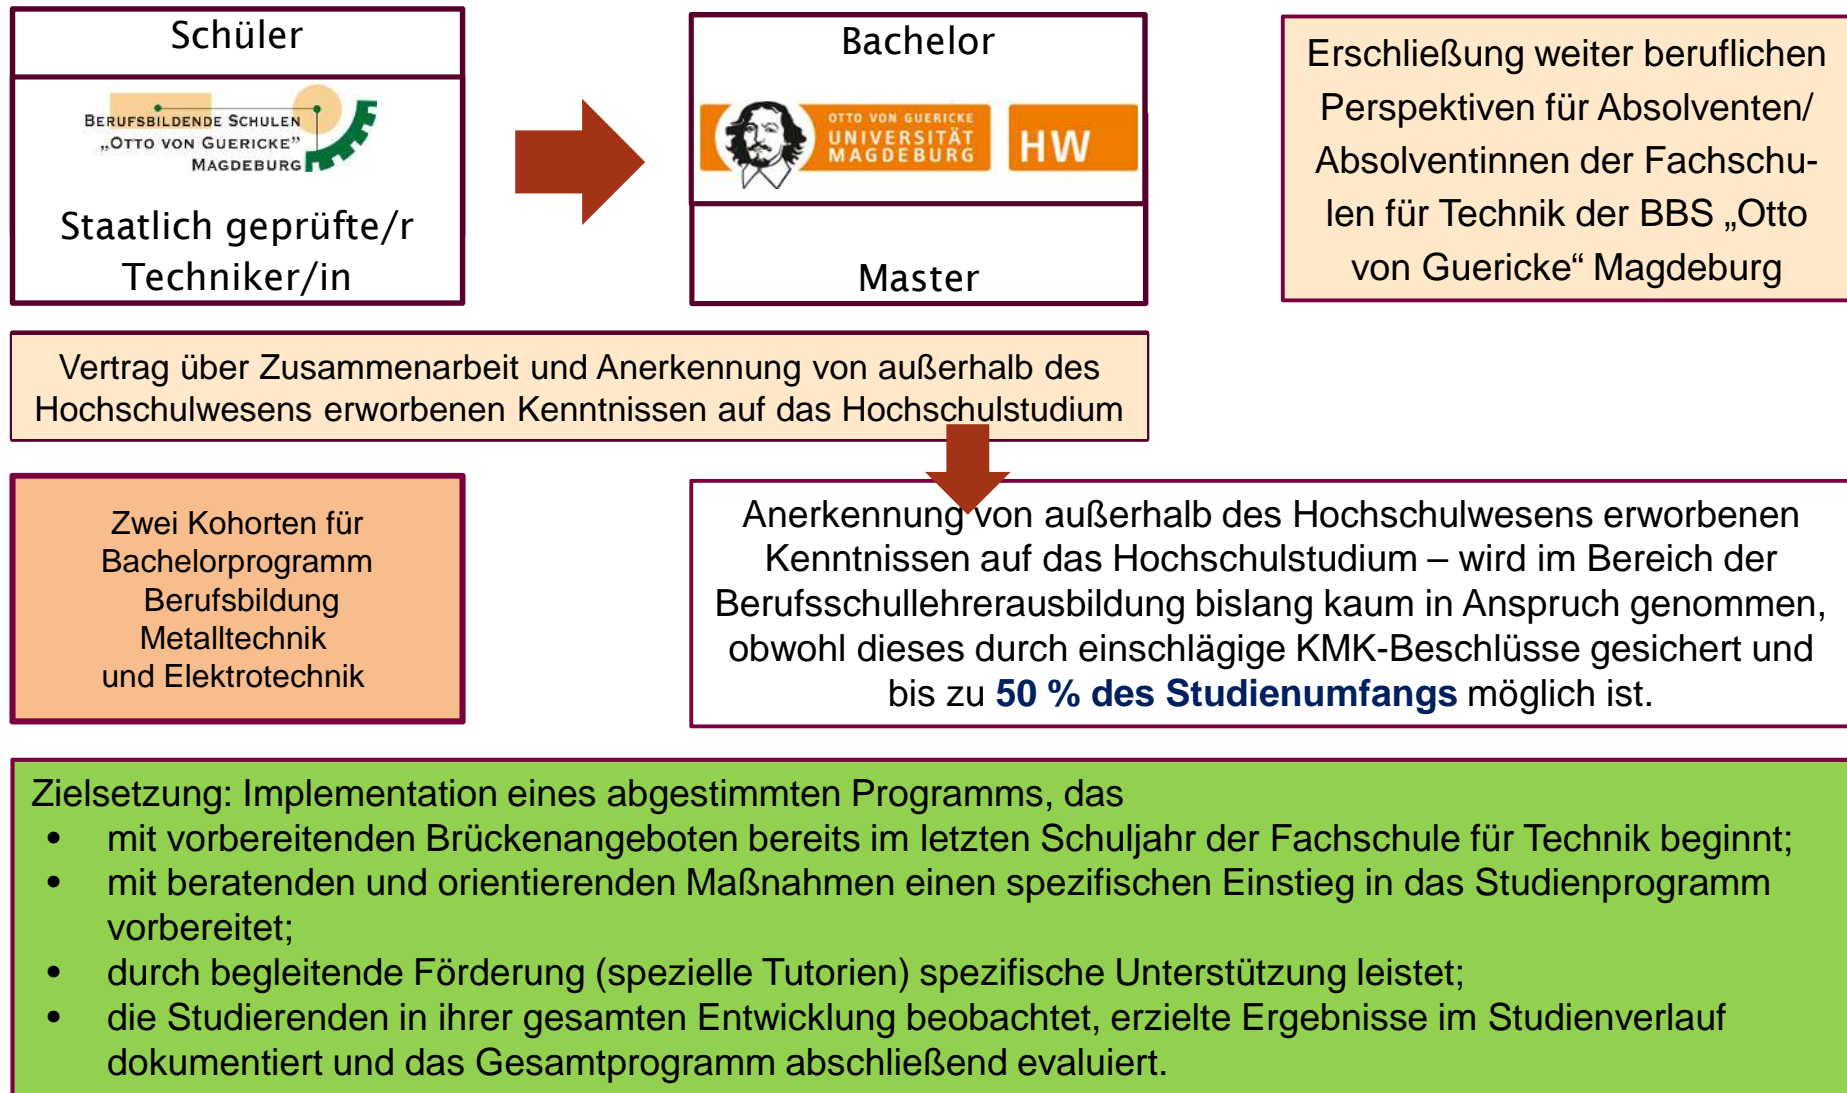 Schüler
BERUFSBILDENDE SCHULEN
„OTTO VON GUERICKE”
MAGDEBURG
Staatlich geprüfte/r
Techniker/in
Bachelor
OTTO VON GUERICKE
UNIVERSITÄT
MAGDEBURG
HW
Master
Erschließung weiter beruflichen
Perspektiven für Absolventen/
Absolventinnen der Fachschu-
len für Technik der BBS „Otto
von Guericke“ Magdeburg
Vertrag über Zusammenarbeit und Anerkennung von außerhalb des
Hochschulwesens erworbenen Kenntnissen auf das Hochschulstudium
Zwei Kohorten für
Bachelorprogramm
Berufsbildung
Metalltechnik
und Elektrotechnik
Anerkennung von außerhalb des Hochschulwesens erworbenen
Kenntnissen auf das Hochschulstudium – wird im Bereich der
Berufsschullehrerausbildung bislang kaum in Anspruch genommen,
obwohl dieses durch einschlägige KMK-Beschlüsse gesichert und
bis zu 50 % des Studienumfangs möglich ist.
Zielsetzung: Implementation eines abgestimmten Programms, das
• mit vorbereitenden Brückenangeboten bereits im letzten Schuljahr der Fachschule für Technik beginnt;
• mit beratenden und orientierenden Maßnahmen einen spezifischen Einstieg in das Studienprogramm
vorbereitet;
• durch begleitende Förderung (spezielle Tutorien) spezifische Unterstützung leistet;
• die Studierenden in ihrer gesamten Entwicklung beobachtet, erzielte Ergebnisse im Studienverlauf
dokumentiert und das Gesamtprogramm abschließend evaluiert.